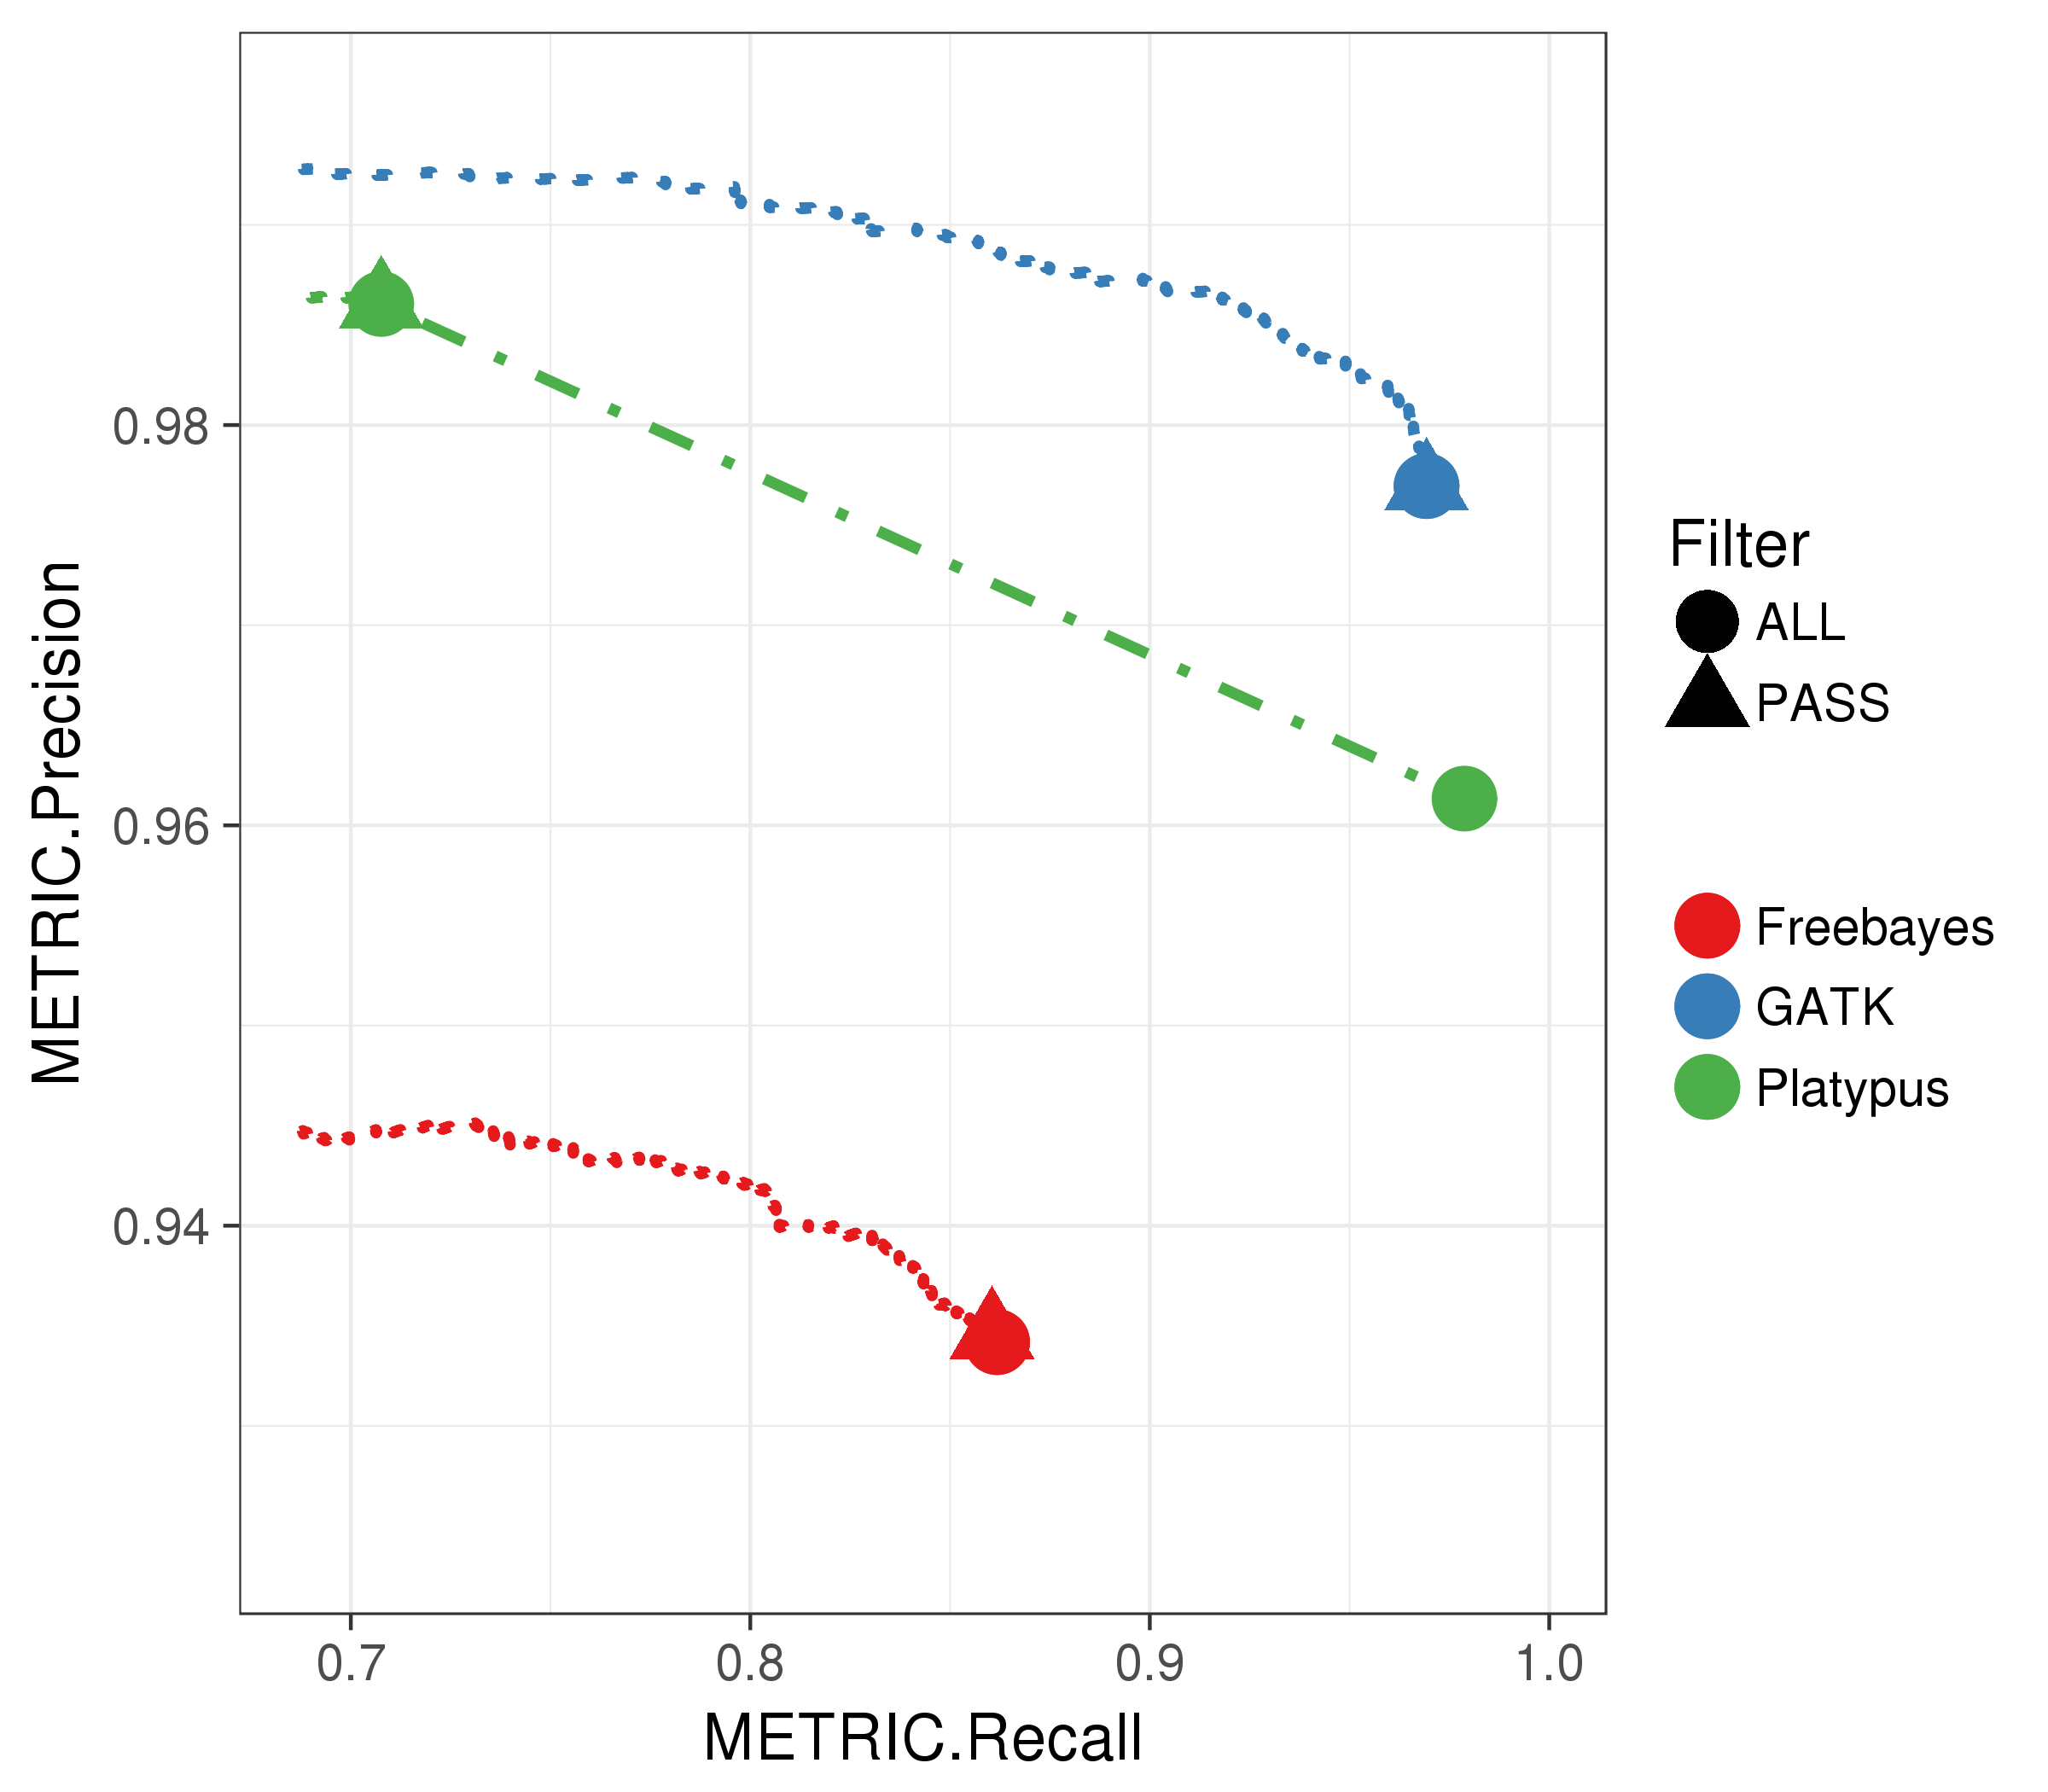 METRIC.Precision
0.98
0.96
0.94
0.7
0.8
0.9
1.0
METRIC.Recall
Filter
ALL
PASS
Freebayes
GATK
Platypus